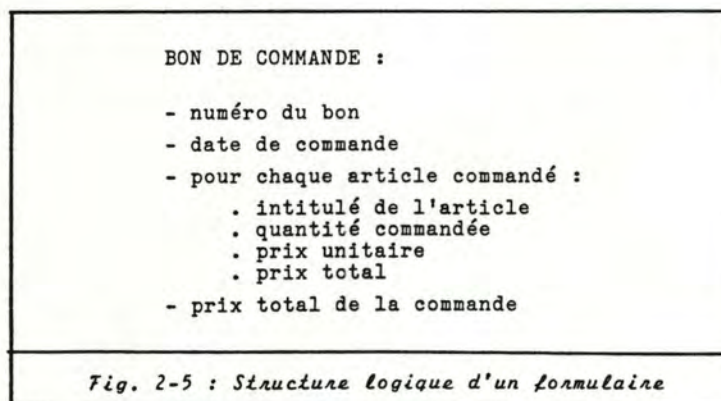 BON DE COMMANDE :
- numéro du bon
- date de commande
- pour chaque article commandé :
. intitulé de l'article
. quantité commandée
. prix unitaire
. prix total
- prix total de la commande
Fig. 2-5 : Structure logique d'un formulaire